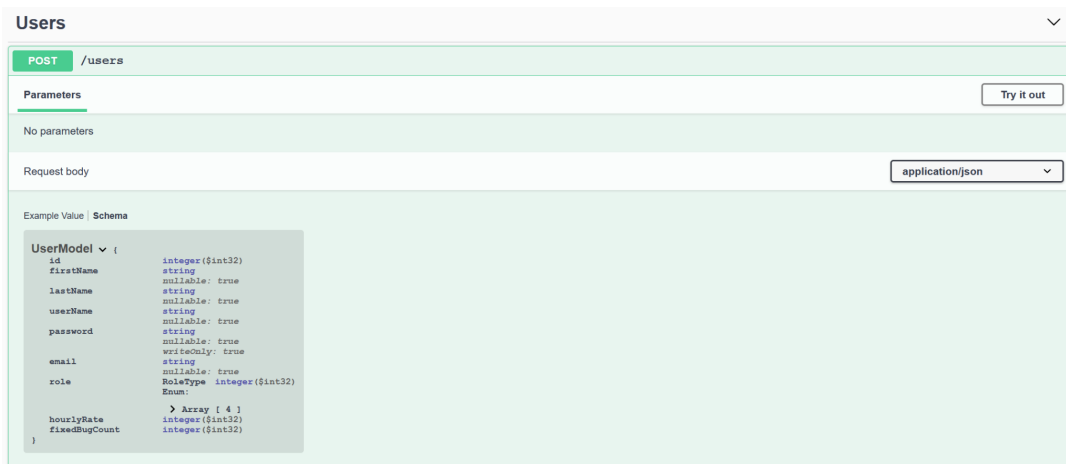 Users
POST /users
Parameters Try it out
No parameters
Request body application/json
Example Value | Schema
UserModel {
id integer($int32)
firstName string
nullable: true
lastName string
nullable: true
userName string
nullable: true
password string
nullable: true
writeOnly: true
email string
nullable: true
role RoleType integer($int32)
Enum:
Array [ 4 ]
hourlyRate integer($int32)
fixedBugCount integer($int32)
}